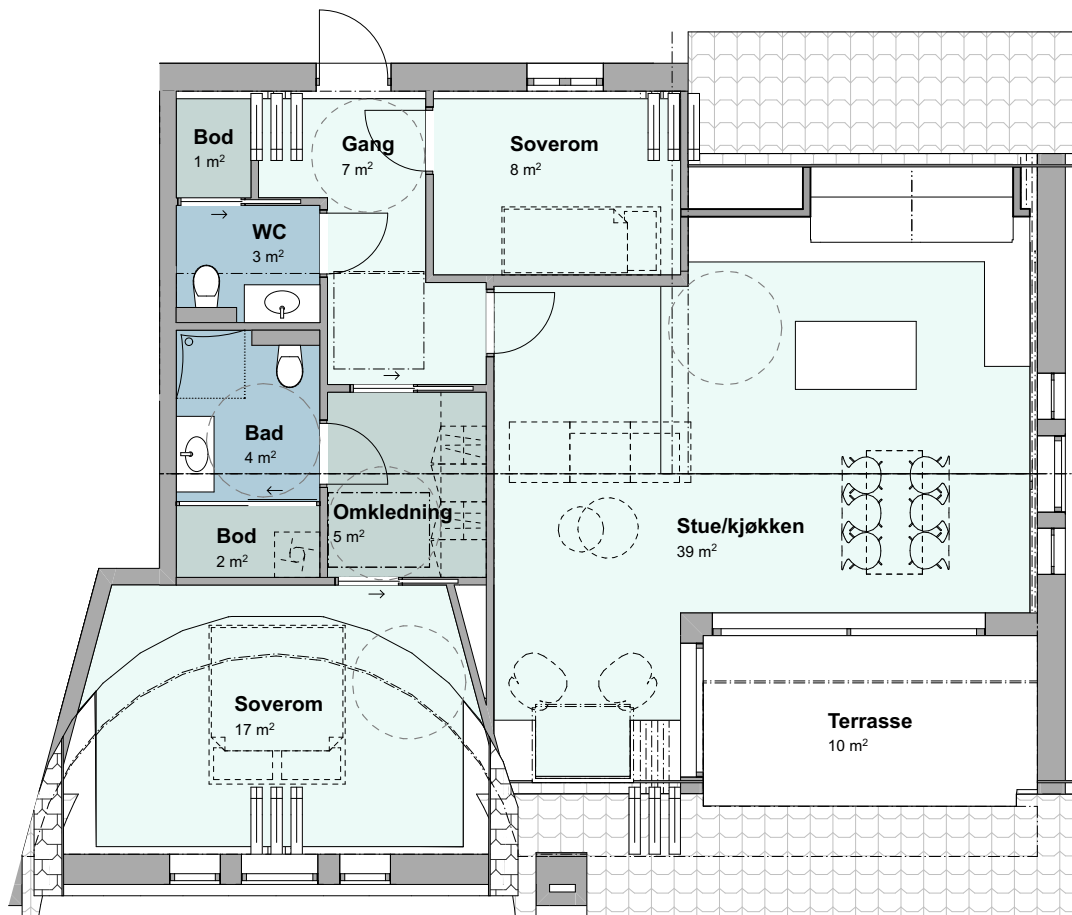 Bod
1 m²
Gang
7 m²
Soverom
8 m²
WC
3 m²
Bad
4 m²
Omkledning
5 m²
Bod
2 m²
Stue/kjøkken
39 m²
Soverom
17 m²
Terrasse
10 m²